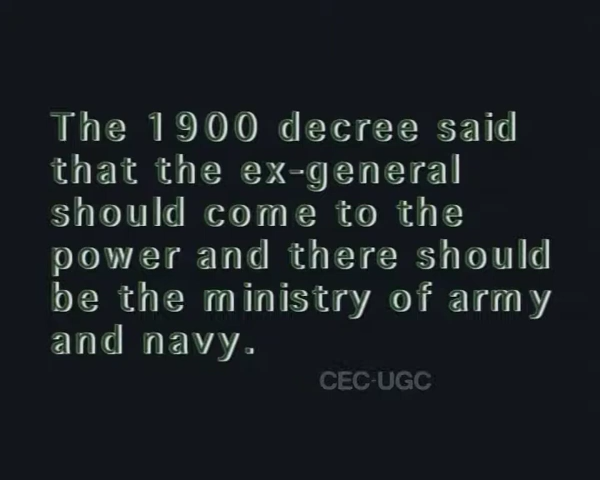 The 1900 decree said
that the ex-general
should come to the
power and there should
be the ministry of army
and navy.
CEC-UGC